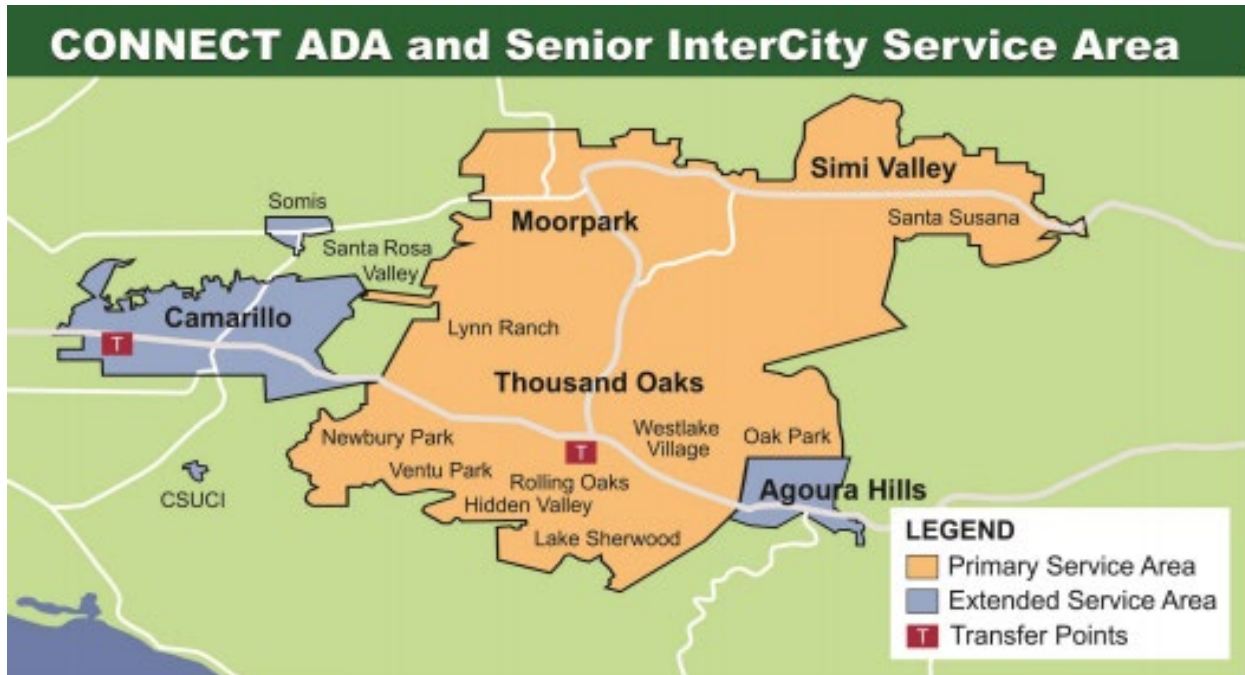 CONNECT ADA and Senior InterCity Service Area
Simi Valley
Somis
Moorpark
Santa Susana
Santa Rosa
Valley
Camarillo
Lynn Ranch
T
Thousand Oaks
Newbury Park
Westlake
Village
Oak Park
T
Ventu Park
Rolling Oaks
CSUCI
Hidden Valley
Agoura Hills
Lake Sherwood
LEGEND
Primary Service Area
Extended Service Area
T Transfer Points